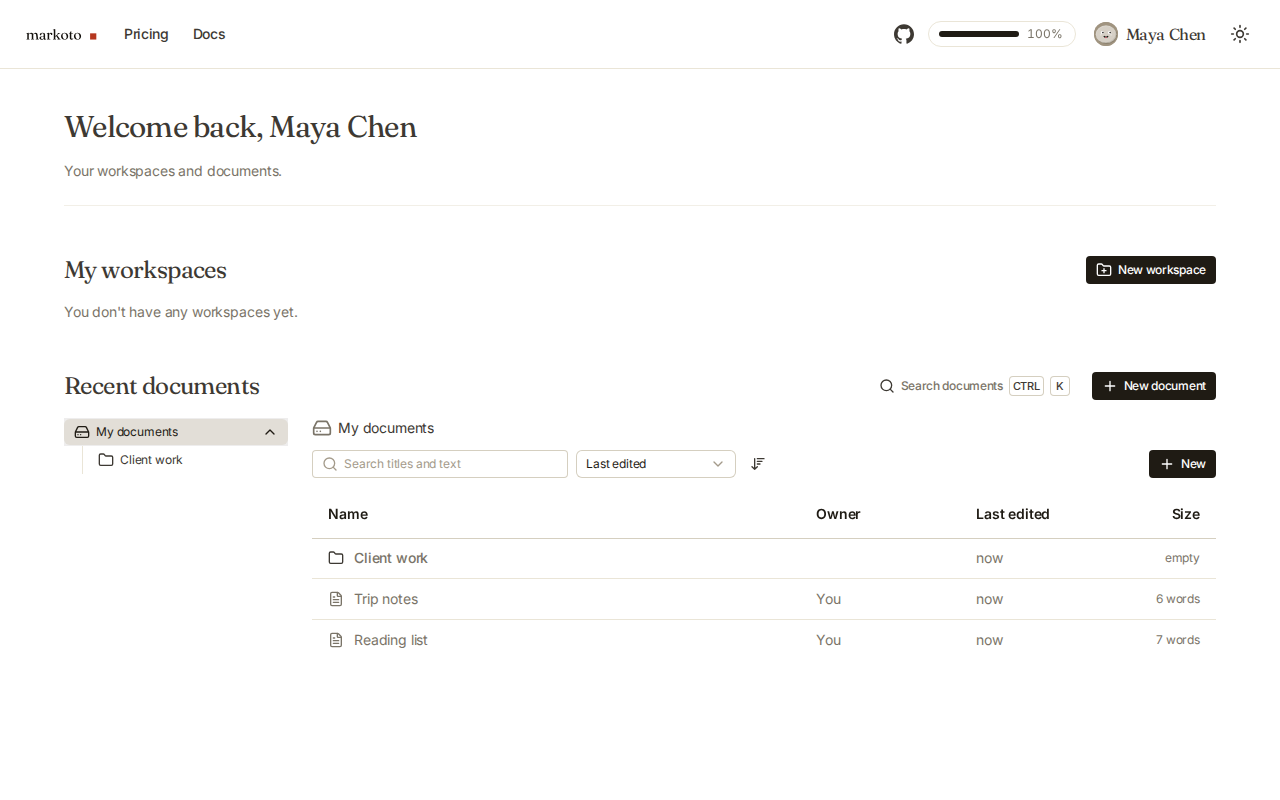 markoto
Pricing
Docs
100%
Maya Chen
Welcome back, Maya Chen
Your workspaces and documents.
My workspaces
New workspace
You don't have any workspaces yet.
Recent documents
Search documents CTRL K
New document
My documents
Client work
My documents
Search titles and text
Last edited
New
Name Owner Last edited Size
Client work now empty
Trip notes You now 6 words
Reading list You now 7 words